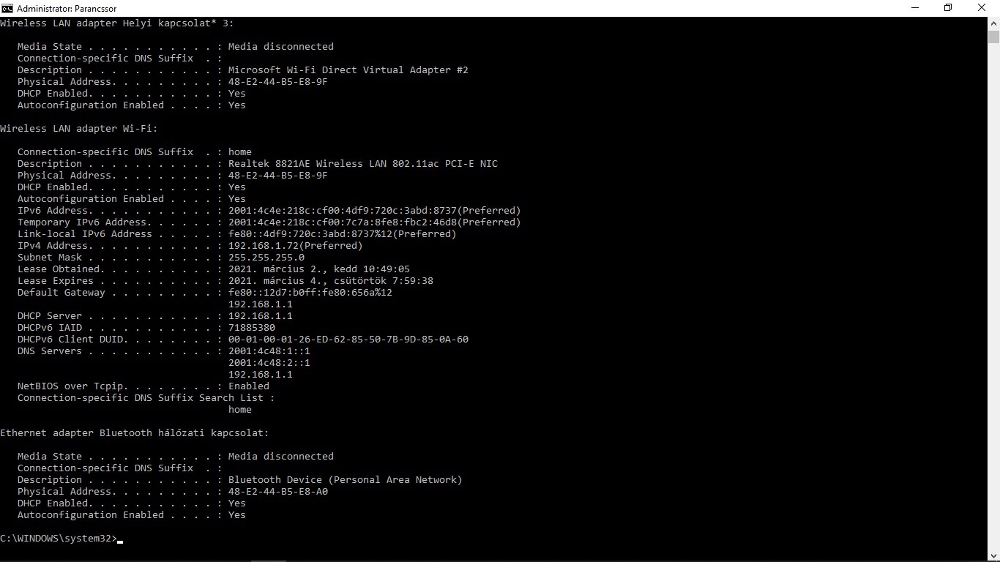 Administrator: Parancssor
Wireless LAN adapter Helyi kapcsolat* 3:
Media State . . . . . . . . . . . : Media disconnected
Connection-specific DNS Suffix  . :
Description . . . . . . . . . . . : Microsoft Wi-Fi Direct Virtual Adapter #2
Physical Address. . . . . . . . . : 48-E2-44-B5-E8-9F
DHCP Enabled. . . . . . . . . . . : Yes
Autoconfiguration Enabled . . . . : Yes
Wireless LAN adapter Wi-Fi:
Connection-specific DNS Suffix  . : home
Description . . . . . . . . . . . : Realtek 8821AE Wireless LAN 802.11ac PCI-E NIC
Physical Address. . . . . . . . . : 48-E2-44-B5-E8-9F
DHCP Enabled. . . . . . . . . . . : Yes
Autoconfiguration Enabled . . . . : Yes
IPv6 Address. . . . . . . . . . . : 2001:4c4e:218c:cf00:4df9:720c:3abd:8737(Preferred)
Temporary IPv6 Address. . . . . . : 2001:4c4e:218c:cf00:7c7a:8fe8:fbc2:46d8(Preferred)
Link-local IPv6 Address . . . . . : fe80::4df9:720c:3abd:8737%12(Preferred)
IPv4 Address. . . . . . . . . . . : 192.168.1.72(Preferred)
Subnet Mask . . . . . . . . . . . : 255.255.255.0
Lease Obtained. . . . . . . . . . : 2021. március 2., kedd 10:49:05
Lease Expires . . . . . . . . . . : 2021. március 4., csütörtök 7:59:38
Default Gateway . . . . . . . . . : fe80::12d7:b0ff:fe80:656a%12
192.168.1.1
DHCP Server . . . . . . . . . . . : 192.168.1.1
DHCPv6 IAID . . . . . . . . . . . : 71885380
DHCPv6 Client DUID. . . . . . . . : 00-01-00-01-26-ED-62-85-50-7B-9D-85-0A-60
DNS Servers . . . . . . . . . . . : 2001:4c48:1::1
2001:4c48:2::1
192.168.1.1
NetBIOS over Tcpip. . . . . . . . : Enabled
Connection-specific DNS Suffix Search List :
home
Ethernet adapter Bluetooth hálózati kapcsolat:
Media State . . . . . . . . . . . : Media disconnected
Connection-specific DNS Suffix  . :
Description . . . . . . . . . . . : Bluetooth Device (Personal Area Network)
Physical Address. . . . . . . . . : 48-E2-44-B5-E8-A0
DHCP Enabled. . . . . . . . . . . : Yes
Autoconfiguration Enabled . . . . : Yes
C:\WINDOWS\system32>